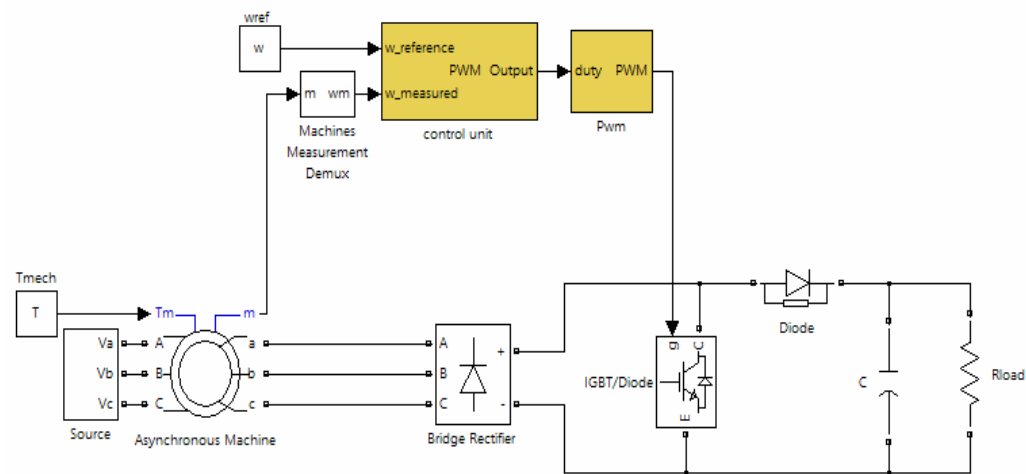 wref
w
w_reference
PWM Output
w_measured
control unit
duty PWM
Pwm
m wm
Machines
Measurement
Demux
Tmech
T
Tm m
Va A a A +
Vb B b B
Vc C c C -
Source
Asynchronous Machine
Bridge Rectifier
g C
IGBT/Diode
E
Diode
C
Rload